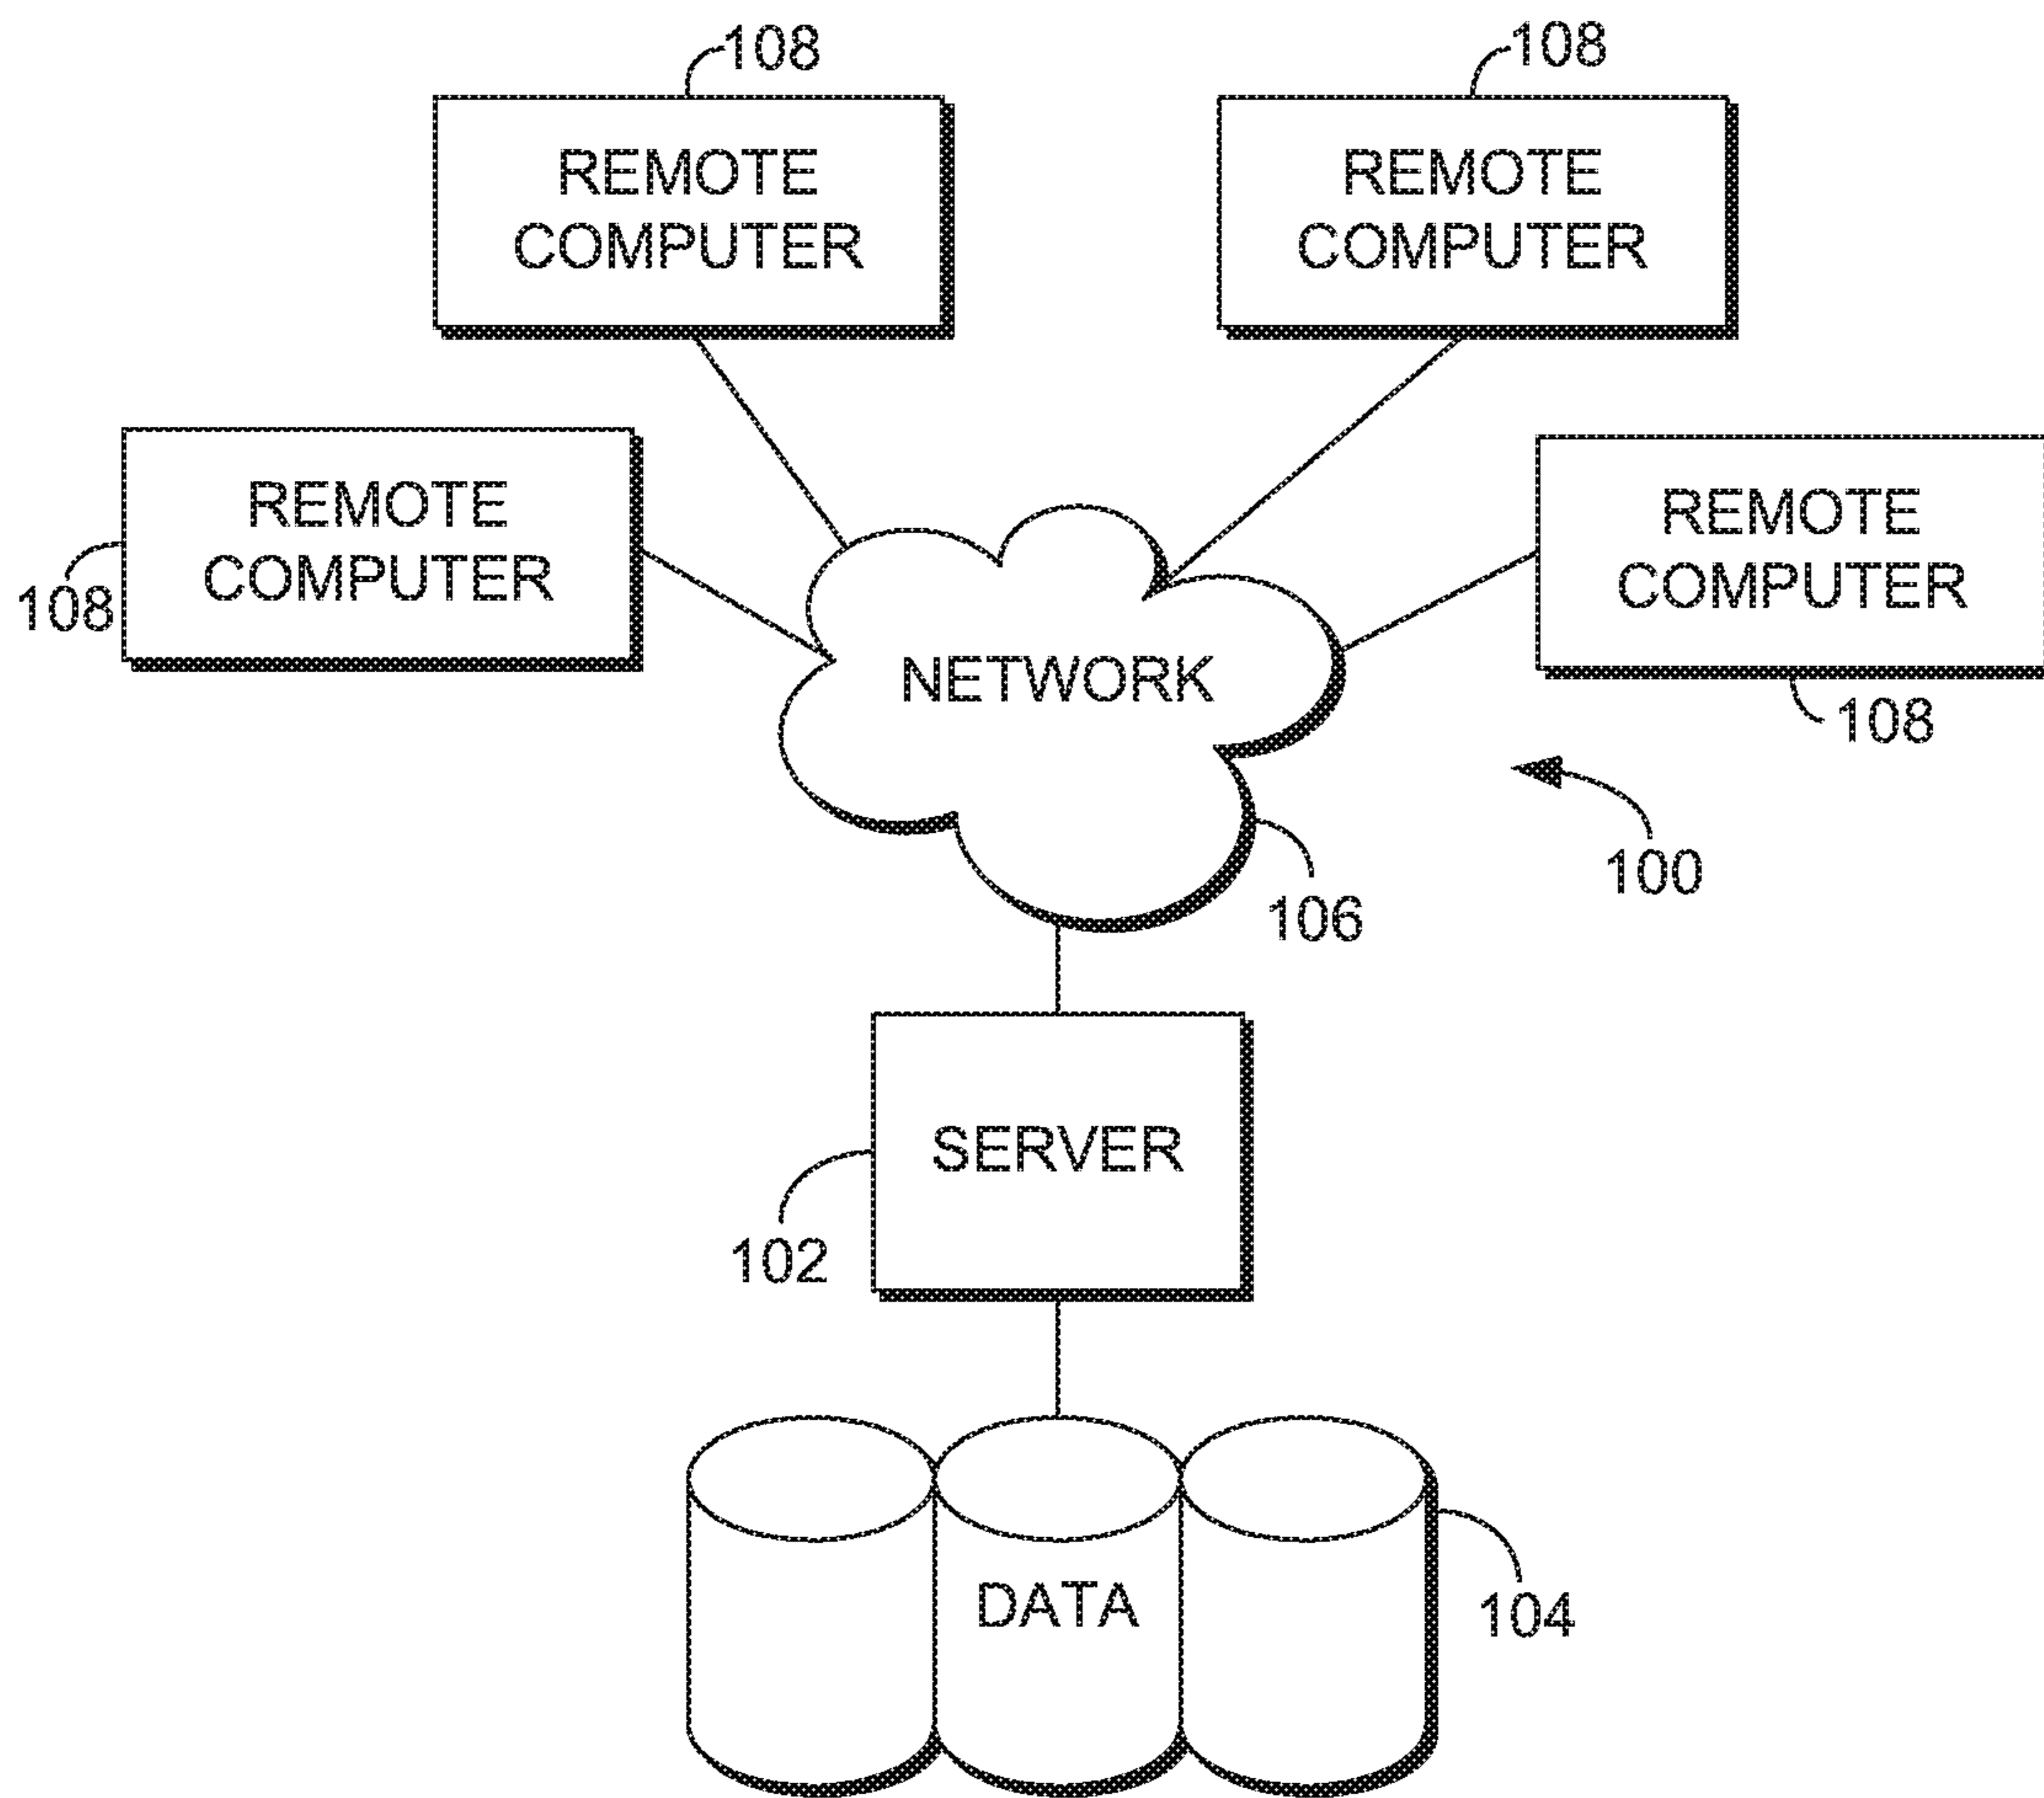 108
108
REMOTE
COMPUTER
REMOTE
COMPUTER
REMOTE
COMPUTER
REMOTE
COMPUTER
108
NETWORK
108
100
106
SERVER
102
DATA
104